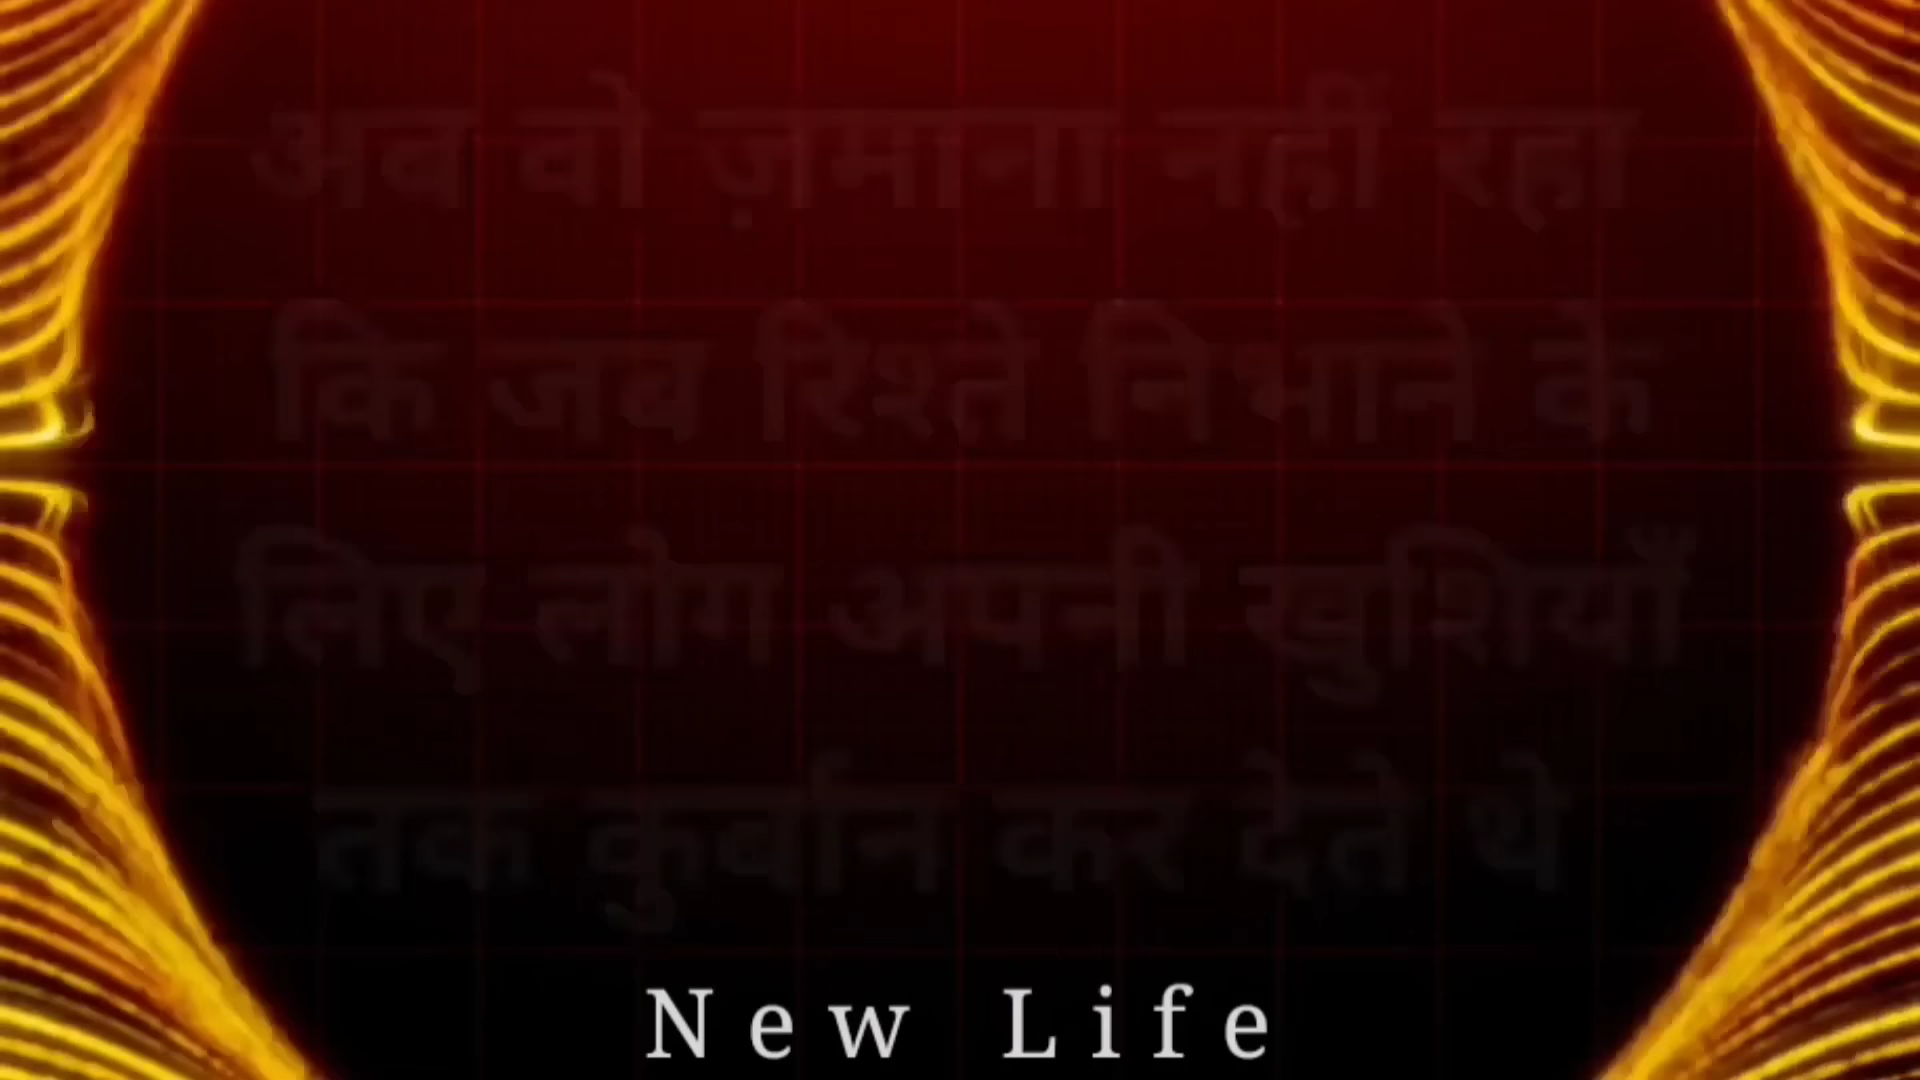 अब वो ज़माना नहीं रहा
कि जब रिश्ते निभाने के
लिए लोग अपनी खुशियाँ
तक कुर्बान कर देते थे
New Life